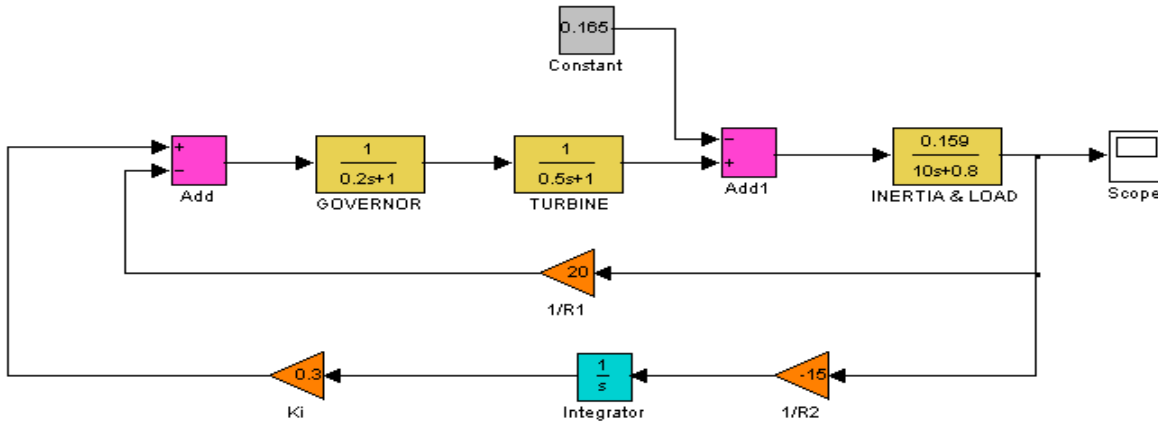 0.165
Constant
+
−
Add
1
0.2s+1
GOVERNOR
1
0.5s+1
TURBINE
−
+
Add1
0.159
10s+0.8
INERTIA & LOAD
Scope
20
1/R1
0.3
Ki
1
s
Integrator
-15
1/R2